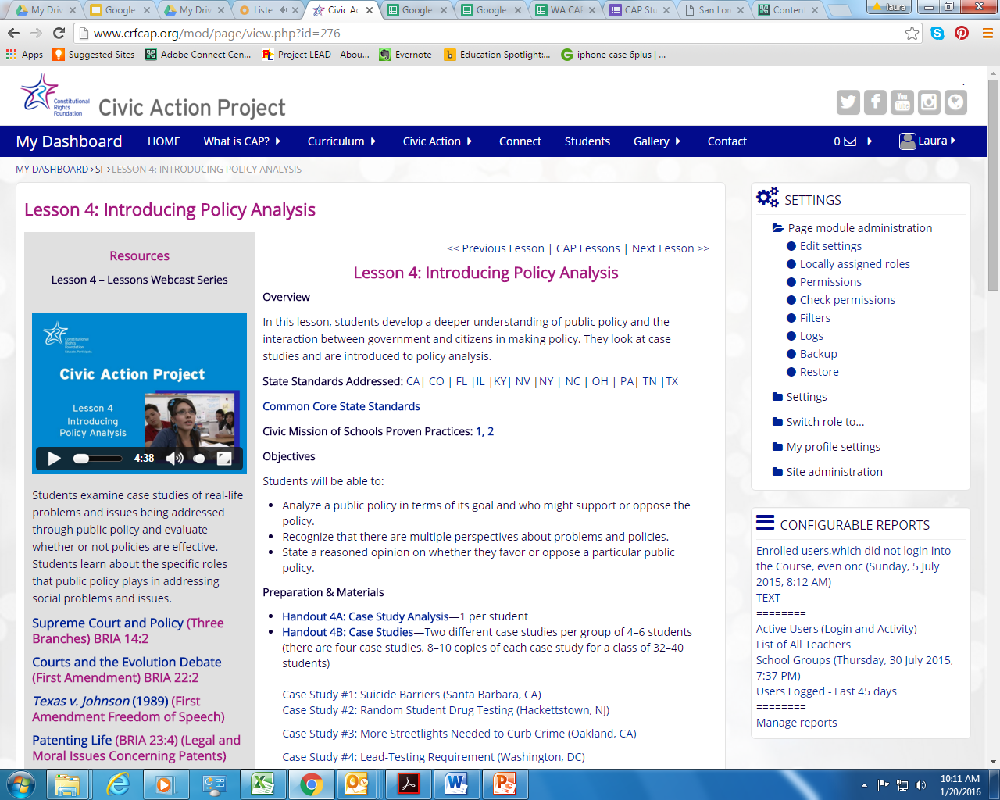 My Driv
Google
My Driv
Liste
Civic Ac
Google
Google
WA CAP
CAP Stu
San Lor
Content
laura
www.crfcap.org/mod/page/view.php?id=276
Apps
Suggested Sites
Adobe Connect Cen...
Project LEAD - Abou...
Evernote
Education Spotlight:...
iphone case 6plus | ...
Constitutional
Rights
Foundation
Civic Action Project
My Dashboard
HOME
What is CAP?
Curriculum
Civic Action
Connect
Students
Gallery
Contact
0
Laura
MY DASHBOARD
SI
LESSON 4: INTRODUCING POLICY ANALYSIS
Lesson 4: Introducing Policy Analysis
Resources
Lesson 4 – Lessons Webcast Series
Constitutional
Rights
Foundation
Educate. Participate.
Civic Action Project
Lesson 4
Introducing
Policy Analysis
4:38
Students examine case studies of real-life
problems and issues being addressed
through public policy and evaluate
whether or not policies are effective.
Students learn about the specific roles
that public policy plays in addressing
social problems and issues.
Supreme Court and Policy (Three
Branches) BRIA 14:2
Courts and the Evolution Debate
(First Amendment) BRIA 22:2
Texas v. Johnson (1989) (First
Amendment Freedom of Speech)
Patenting Life (BRIA 23:4) (Legal and
Moral Issues Concerning Patents)
<< Previous Lesson | CAP Lessons | Next Lesson >>
Lesson 4: Introducing Policy Analysis
Overview
In this lesson, students develop a deeper understanding of public policy and the
interaction between government and citizens in making policy. They look at case
studies and are introduced to policy analysis.
State Standards Addressed: CA| CO | FL |IL |KY| NV |NY | NC | OH | PA| TN |TX
Common Core State Standards
Civic Mission of Schools Proven Practices: 1, 2
Objectives
Students will be able to:
Analyze a public policy in terms of its goal and who might support or oppose the
policy.
Recognize that there are multiple perspectives about problems and policies.
State a reasoned opinion on whether they favor or oppose a particular public
policy.
Preparation & Materials
Handout 4A: Case Study Analysis—1 per student
Handout 4B: Case Studies—Two different case studies per group of 4–6 students
(there are four case studies, 8–10 copies of each case study for a class of 32–40
students)
Case Study #1: Suicide Barriers (Santa Barbara, CA)
Case Study #2: Random Student Drug Testing (Hackettstown, NJ)
Case Study #3: More Streetlights Needed to Curb Crime (Oakland, CA)
Case Study #4: Lead-Testing Requirement (Washington, DC)
SETTINGS
Page module administration
Edit settings
Locally assigned roles
Permissions
Check permissions
Filters
Logs
Backup
Restore
Settings
Switch role to...
My profile settings
Site administration
CONFIGURABLE REPORTS
Enrolled users,which did not login into
the Course, even onc (Sunday, 5 July
2015, 8:12 AM)
TEXT
========
Active Users (Login and Activity)
List of All Teachers
School Groups (Thursday, 30 July 2015,
7:37 PM)
Users Logged - Last 45 days
========
Manage reports
10:11 AM
1/20/2016